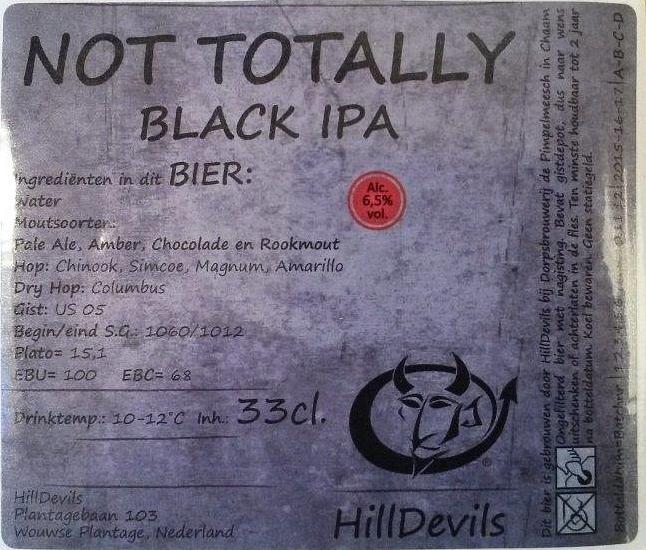 NOT TOTALLY
BLACK IPA
Ingrediënten in dit BIER:
Water
Moutsoorten:
Pale Ale, Amber, Chocolade en Rookmout
Hop: Chinook, Simcoe, Magnum, Amarillo
Dry Hop: Columbus
Gist: US 05
Begin/eind S.G.: 1060/1012
Plato= 15,1
EBU= 100 EBC= 68
Drinktemp.: 10-12°C Inh.: 33cl.
HillDevils
Plantagebaan 103
Wouwse Plantage, Nederland
Alc.
6,5%
vol.
®
HillDevils
Dit bier is gebrouwen door HillDevils bij Dorpsbrouwerij de Pimpelmeesch in Chaam
Ongefilterd bier met nagisting. Bevat gistdepot, dus naar wens
uitschenken of achterlaten in de fles. Ten minste houdbaar tot 2 jaar
na botteldatum. Koel bewaren. Geen statiegeld.
2015-16-17|A-B-C-D